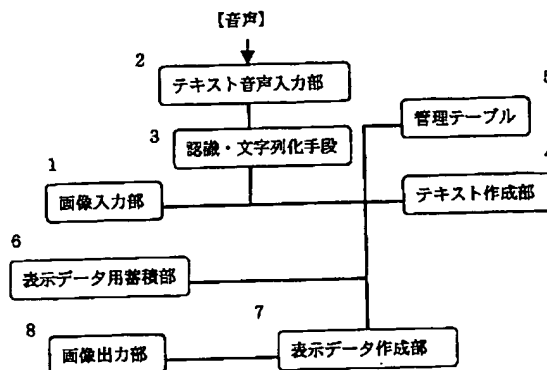 【音声】
2
テキスト音声入力部
5
管理テーブル
3
認識・文字列化手段
1
画像入力部
4
テキスト作成部
6
表示データ用蓄積部
7
表示データ作成部
8
画像出力部